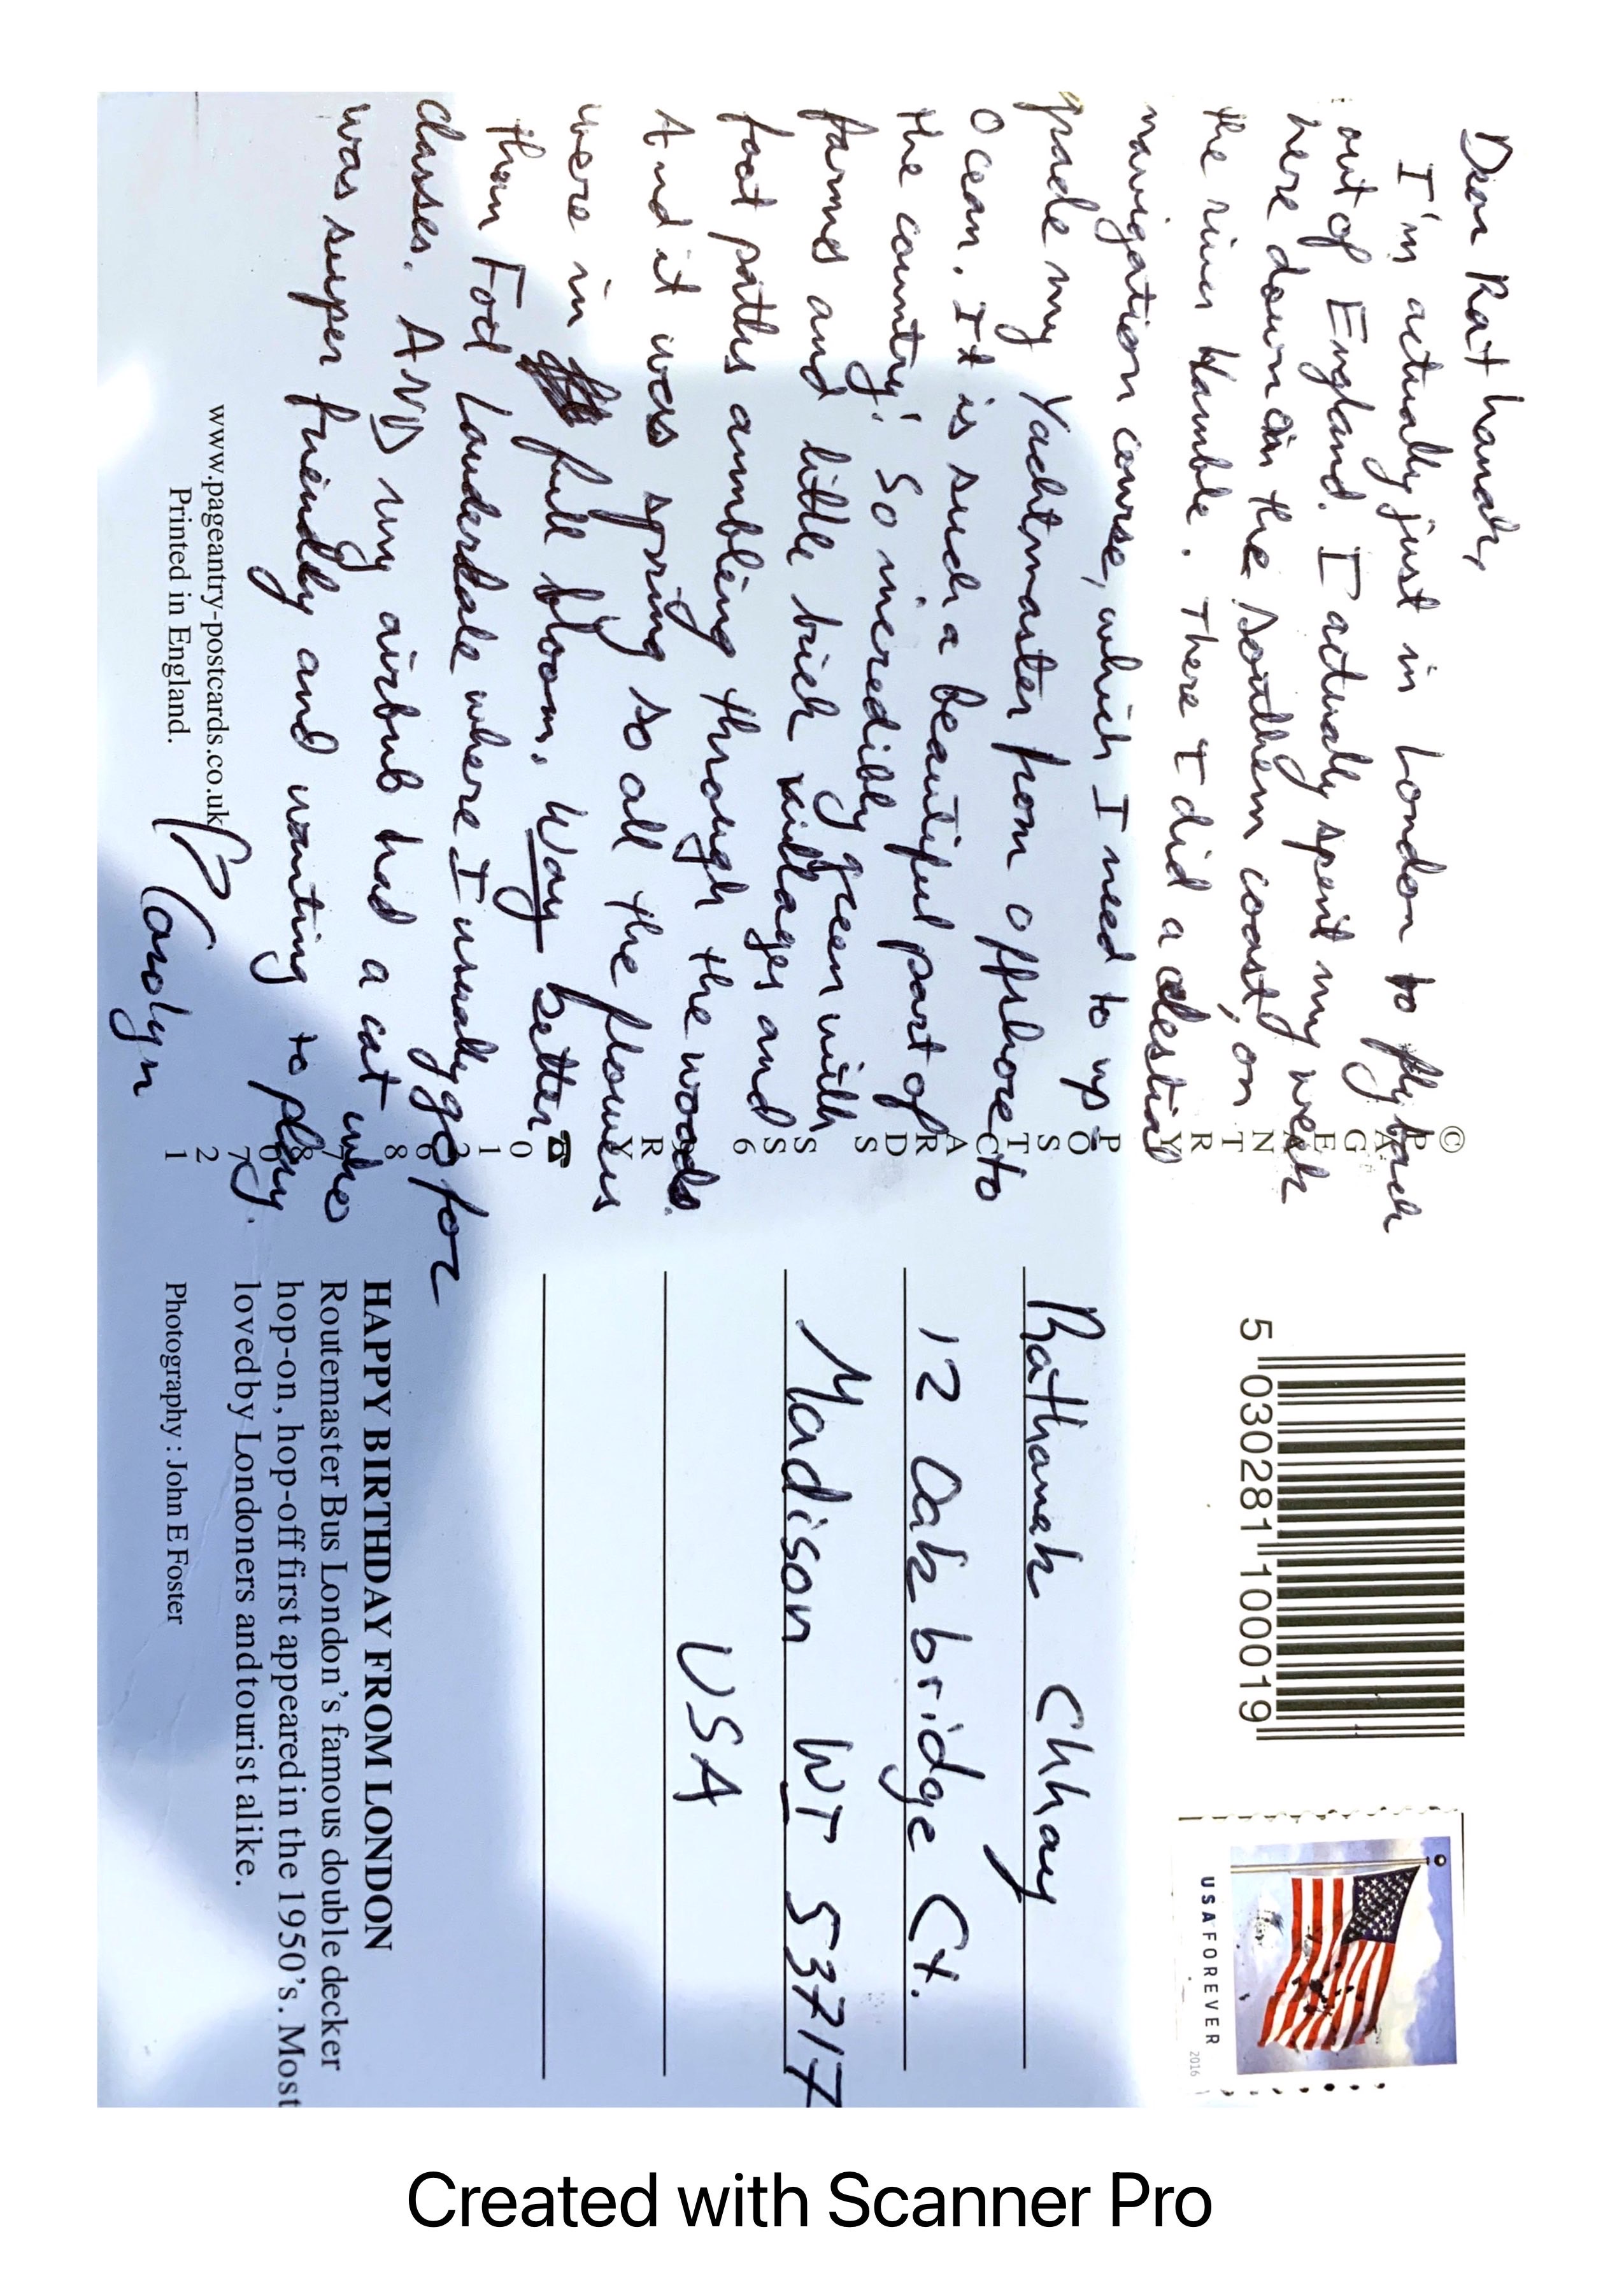 Dear Rathanak,
I'm actually just in London to fly back
out of England. I actually spent my week
here down on the Southern coast, on
the river Hamble. There I did a celestial
navigation course, which I need to up-
grade my Yachtmaster from offshore to
Ocean. It is such a beautiful part of
the country! So incredibly green with
farms and little brick villages and
foot paths ambling through the woods.
And it was spring so all the flowers
were in full bloom. Way better
than Fort Lauderdale where I usually go for
classes. AND my airbnb had a cat who
was super friendly and wanting to play.
Carolyn
www.pageantry-postcards.co.uk
Printed in England.
© PAGEANTRY POSTCARDS
5 030281 100019
USA FOREVER
2016
Rathanak Chhay
12 Oakbridge Ct.
Madison WI 53717
USA
HAPPY BIRTHDAY FROM LONDON
Routemaster Bus London's famous double decker
hop-on, hop-off first appeared in the 1950's. Most
loved by Londoners and tourist alike.
Photography : John E Foster
Created with Scanner Pro